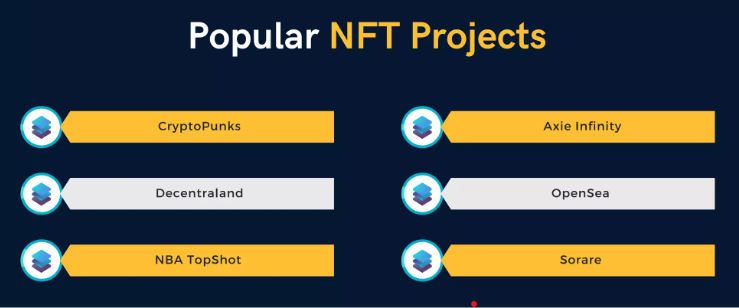 Popular NFT Projects
CryptoPunks
Axie Infinity
Decentraland
OpenSea
NBA TopShot
Sorare